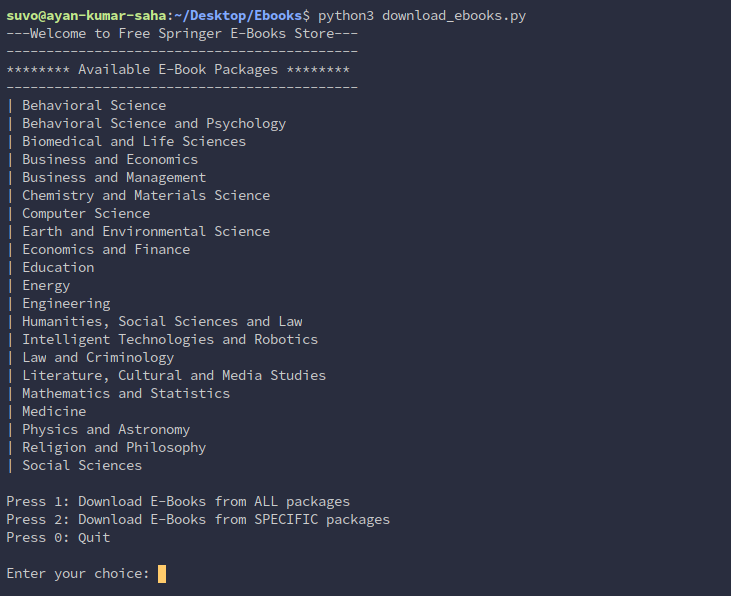 suvo@ayan-kumar-saha:~/Desktop/Ebooks$ python3 download_ebooks.py
---Welcome to Free Springer E-Books Store---
--------------------------------------------
******** Available E-Book Packages ********
--------------------------------------------
| Behavioral Science
| Behavioral Science and Psychology
| Biomedical and Life Sciences
| Business and Economics
| Business and Management
| Chemistry and Materials Science
| Computer Science
| Earth and Environmental Science
| Economics and Finance
| Education
| Energy
| Engineering
| Humanities, Social Sciences and Law
| Intelligent Technologies and Robotics
| Law and Criminology
| Literature, Cultural and Media Studies
| Mathematics and Statistics
| Medicine
| Physics and Astronomy
| Religion and Philosophy
| Social Sciences
Press 1: Download E-Books from ALL packages
Press 2: Download E-Books from SPECIFIC packages
Press 0: Quit
Enter your choice: